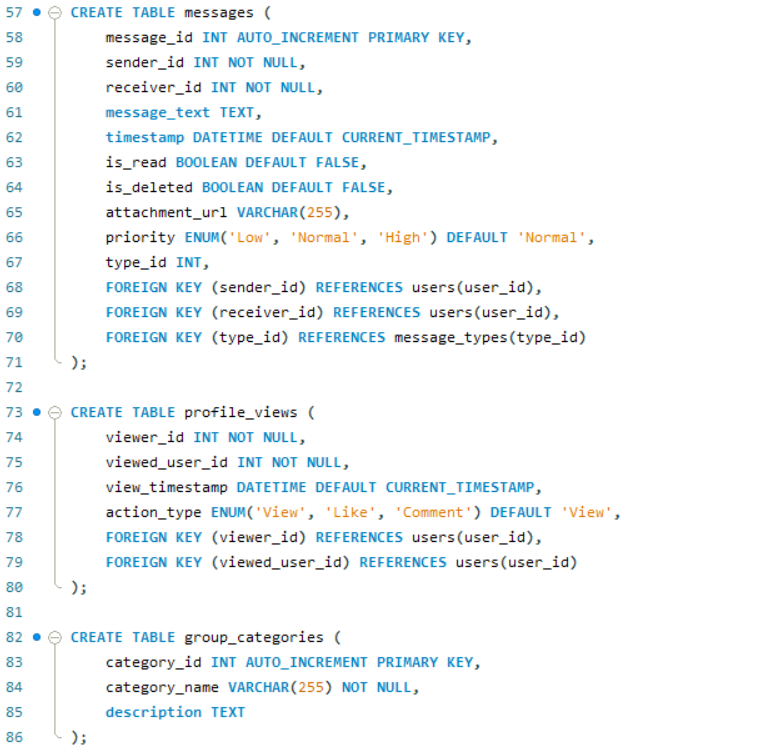 57 CREATE TABLE messages (
58 message_id INT AUTO_INCREMENT PRIMARY KEY,
59 sender_id INT NOT NULL,
60 receiver_id INT NOT NULL,
61 message_text TEXT,
62 timestamp DATETIME DEFAULT CURRENT_TIMESTAMP,
63 is_read BOOLEAN DEFAULT FALSE,
64 is_deleted BOOLEAN DEFAULT FALSE,
65 attachment_url VARCHAR(255),
66 priority ENUM('Low', 'Normal', 'High') DEFAULT 'Normal',
67 type_id INT,
68 FOREIGN KEY (sender_id) REFERENCES users(user_id),
69 FOREIGN KEY (receiver_id) REFERENCES users(user_id),
70 FOREIGN KEY (type_id) REFERENCES message_types(type_id)
71 );
72
73 CREATE TABLE profile_views (
74 viewer_id INT NOT NULL,
75 viewed_user_id INT NOT NULL,
76 view_timestamp DATETIME DEFAULT CURRENT_TIMESTAMP,
77 action_type ENUM('View', 'Like', 'Comment') DEFAULT 'View',
78 FOREIGN KEY (viewer_id) REFERENCES users(user_id),
79 FOREIGN KEY (viewed_user_id) REFERENCES users(user_id)
80 );
81
82 CREATE TABLE group_categories (
83 category_id INT AUTO_INCREMENT PRIMARY KEY,
84 category_name VARCHAR(255) NOT NULL,
85 description TEXT
86 );